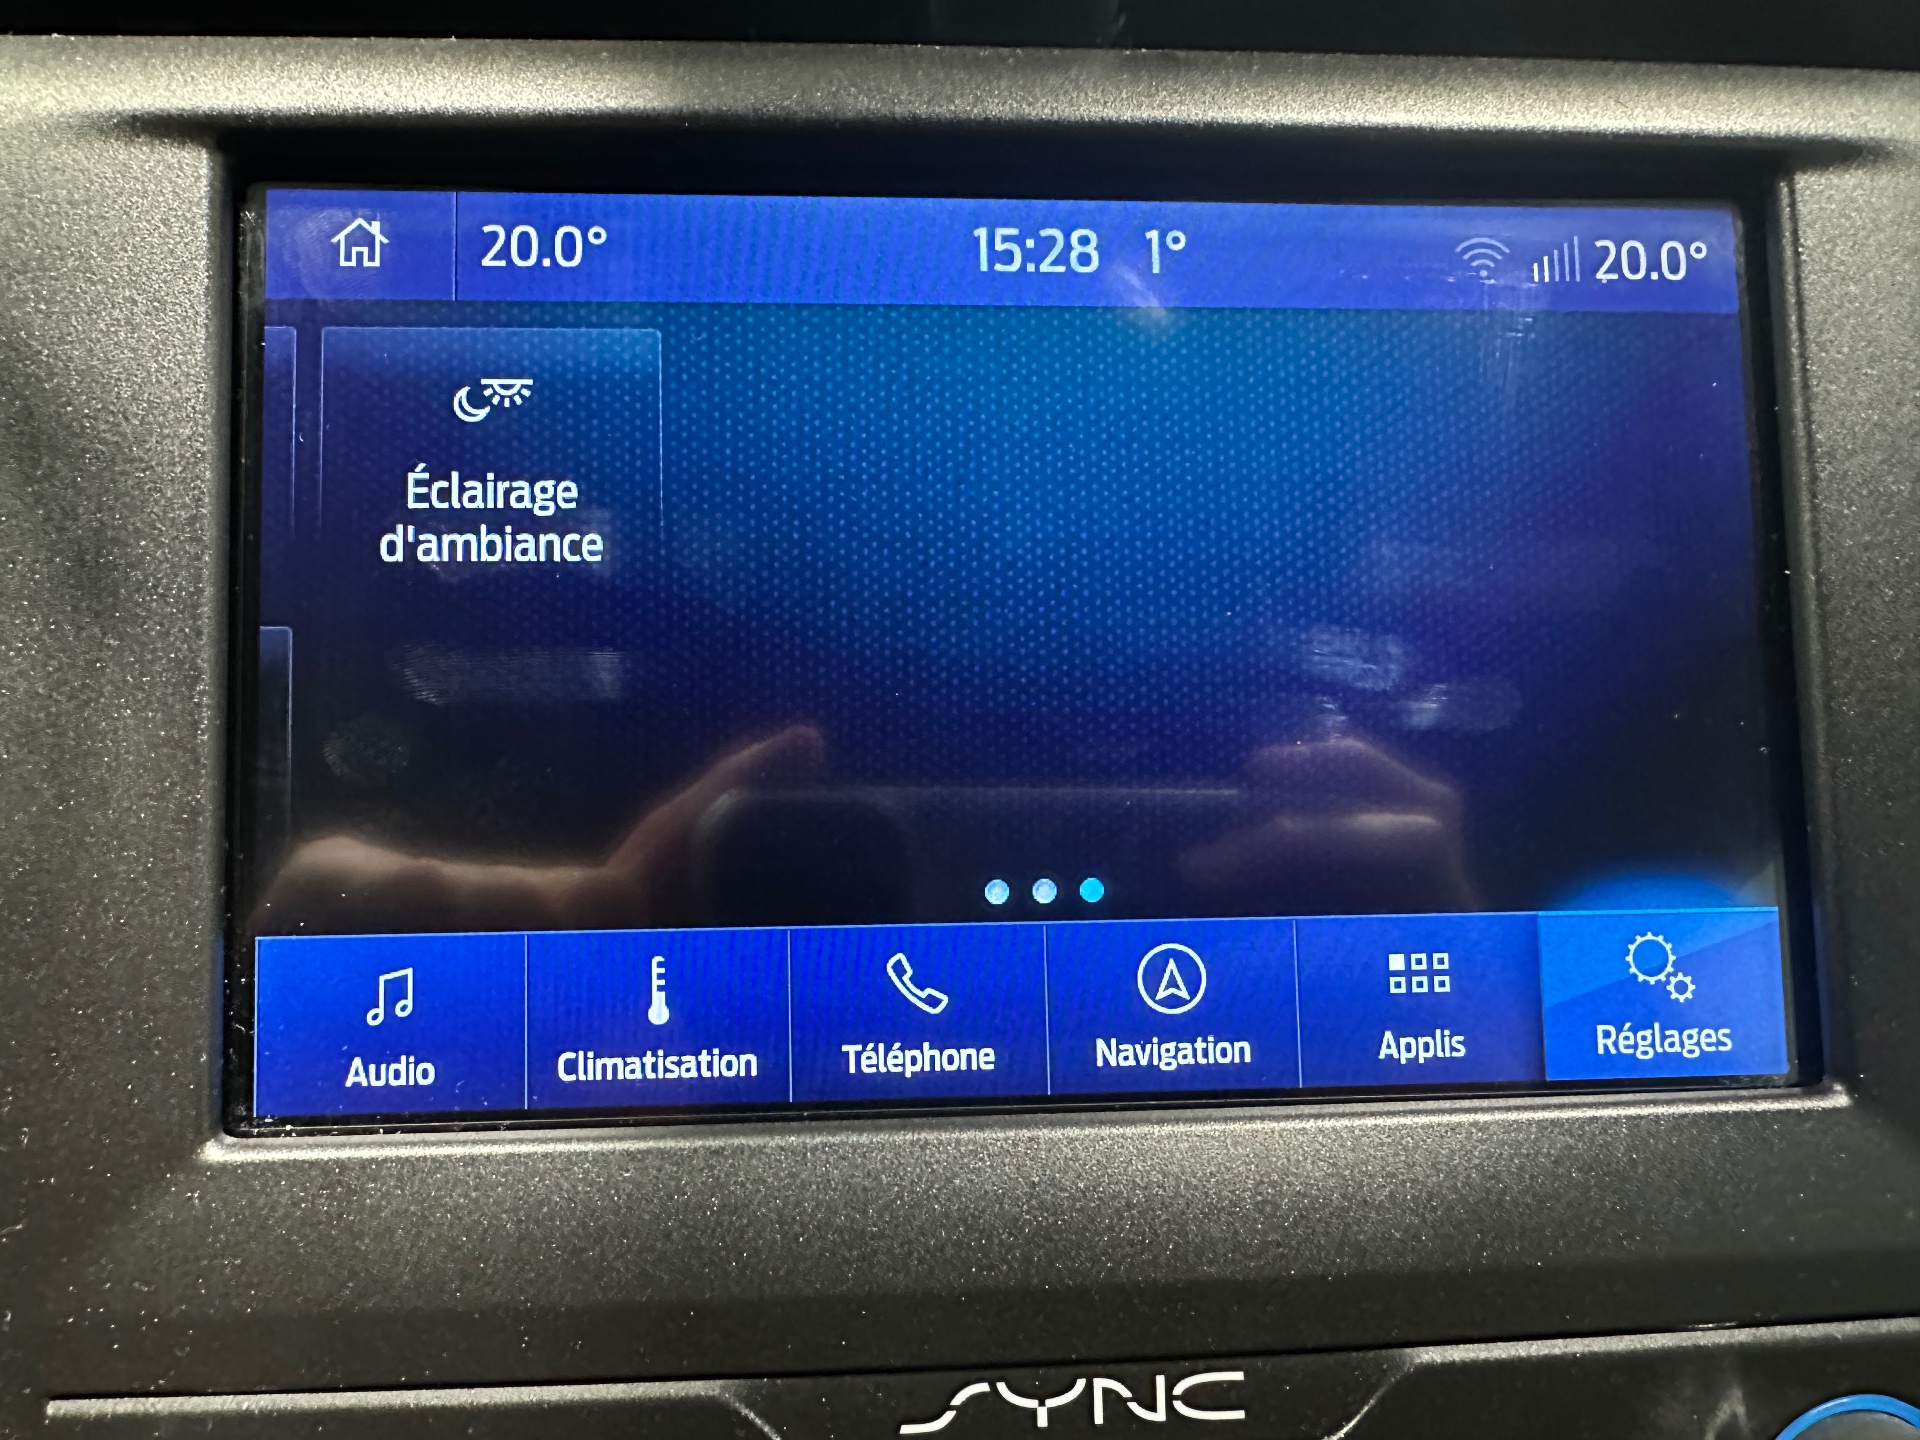 20.0° 15:28 1° 20.0°
Éclairage
d'ambiance
Audio Climatisation Téléphone Navigation Applis Réglages
SYNC